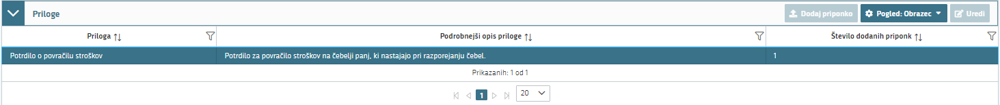 Priloge
Dodaj priponko
Pogled: Obrazec
Uredi
Priloga
Podrobnejši opis priloge
Število dodanih priponk
Potrdilo o povračilu stroškov
Potrdilo za povračilo stroškov na čebelji panj, ki nastajajo pri razporejanju čebel.
1
Prikazanih: 1 od 1
1
20